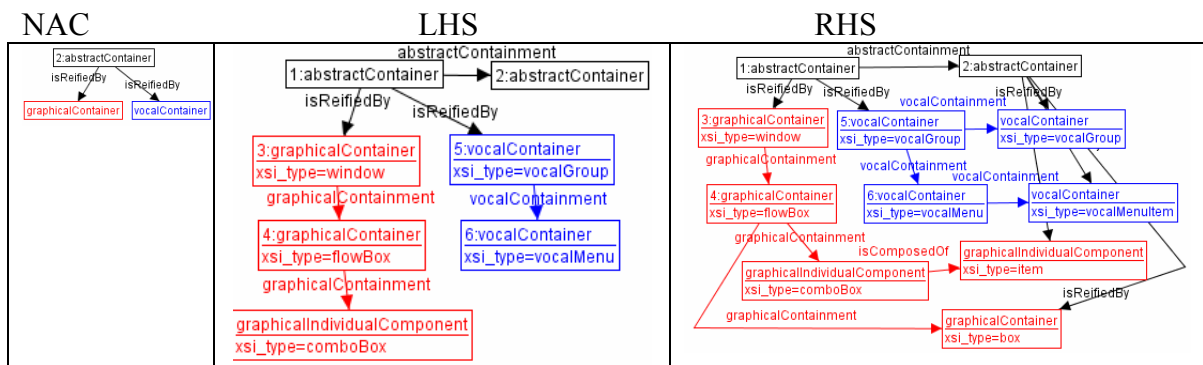 NAC
LHS
RHS
2:abstractContainer
isReifiedBy
isReifiedBy
graphicalContainer
vocalContainer
abstractContainment
1:abstractContainer
2:abstractContainer
isReifiedBy
isReifiedBy
3:graphicalContainer
xsi_type=window
5:vocalContainer
xsi_type=vocalGroup
graphicalContainment
vocalContainment
4:graphicalContainer
xsi_type=flowBox
6:vocalContainer
xsi_type=vocalMenu
graphicalContainment
graphicalIndividualComponent
xsi_type=comboBox
abstractContainment
1:abstractContainer
2:abstractContainer
isReifiedBy
isReifiedBy
isReifiedBy
3:graphicalContainer
xsi_type=window
5:vocalContainer
xsi_type=vocalGroup
vocalContainment
vocalContainer
xsi_type=vocalGroup
graphicalContainment
vocalContainment
vocalContainment
4:graphicalContainer
xsi_type=flowBox
6:vocalContainer
xsi_type=vocalMenu
vocalContainer
xsi_type=vocalMenuItem
graphicalContainment
isComposedOf
graphicalIndividualComponent
xsi_type=comboBox
graphicalIndividualComponent
xsi_type=item
isReifiedBy
graphicalContainment
graphicalContainer
xsi_type=box